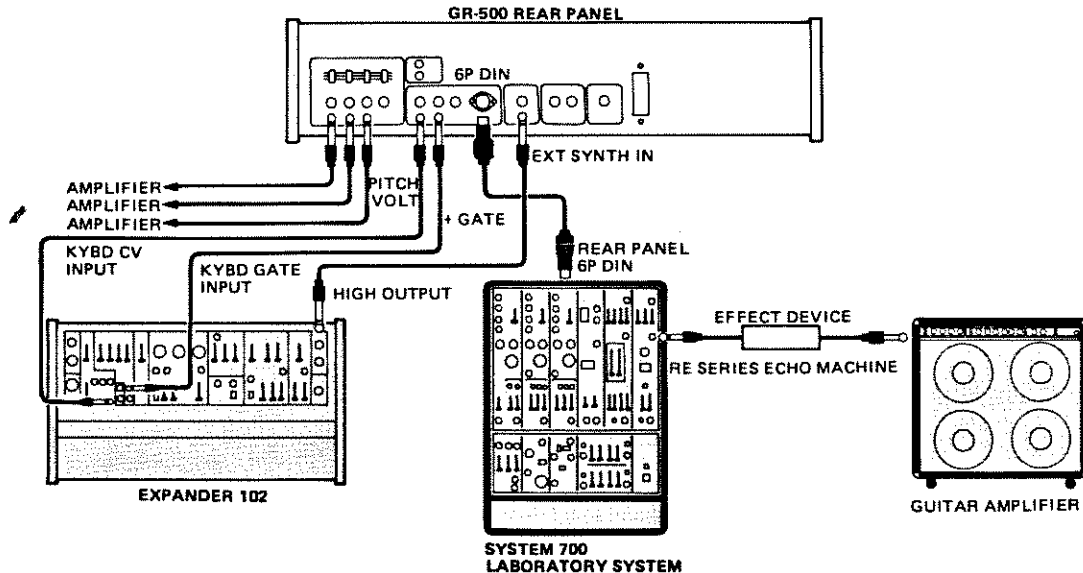 GR-500 REAR PANEL
6P DIN
EXT SYNTH IN
AMPLIFIER
AMPLIFIER
AMPLIFIER
PITCH
VOLT
+ GATE
KYBD CV
INPUT
KYBD GATE
INPUT
HIGH OUTPUT
REAR PANEL
6P DIN
EFFECT DEVICE
RE SERIES ECHO MACHINE
EXPANDER 102
GUITAR AMPLIFIER
SYSTEM 700
LABORATORY SYSTEM